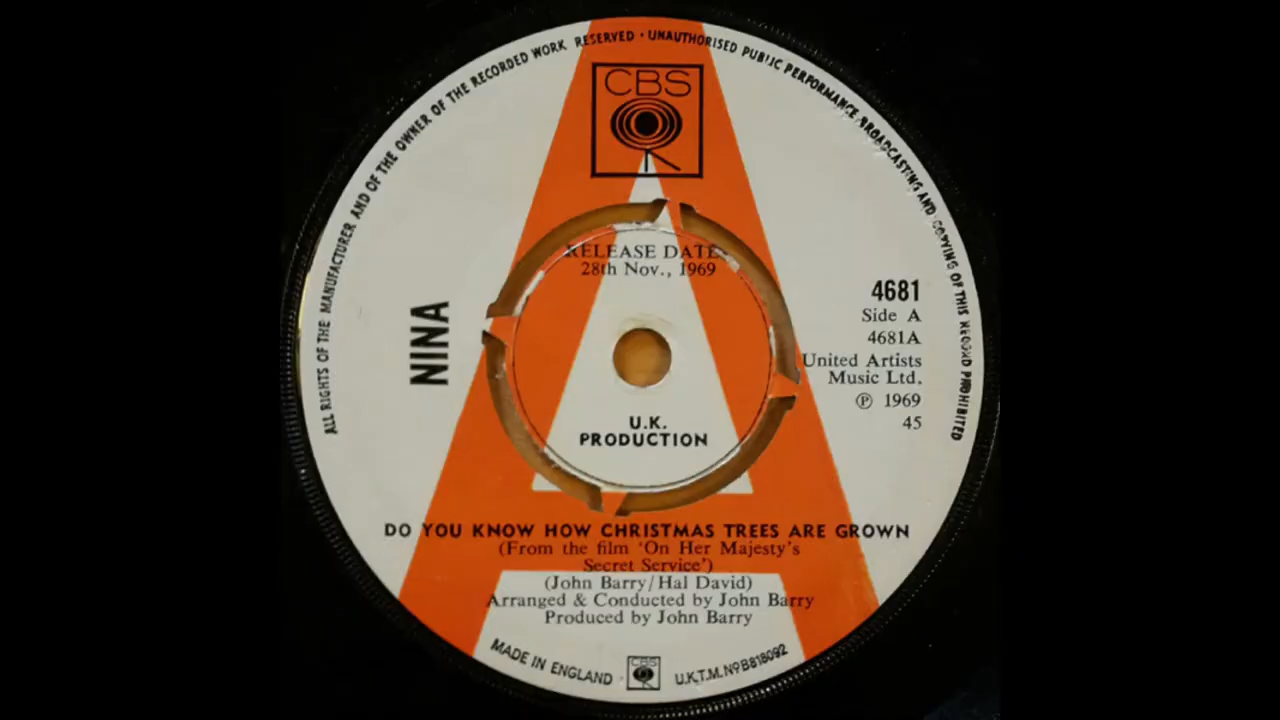 ALL RIGHTS OF THE MANUFACTURER AND OF THE OWNER OF THE RECORDED WORK RESERVED · UNAUTHORISED PUBLIC PERFORMANCE BROADCASTING AND COPYING OF THIS RECORD PROHIBITED
CBS
RELEASE DATE
28th Nov., 1969
NINA
4681
Side A
4681A
United Artists
Music Ltd.
℗ 1969
45
U.K.
PRODUCTION
DO YOU KNOW HOW CHRISTMAS TREES ARE GROWN
(From the film 'On Her Majesty's
Secret Service')
(John Barry/Hal David)
Arranged & Conducted by John Barry
Produced by John Barry
MADE IN ENGLAND · CBS · U.K.T.M. Nº B818092